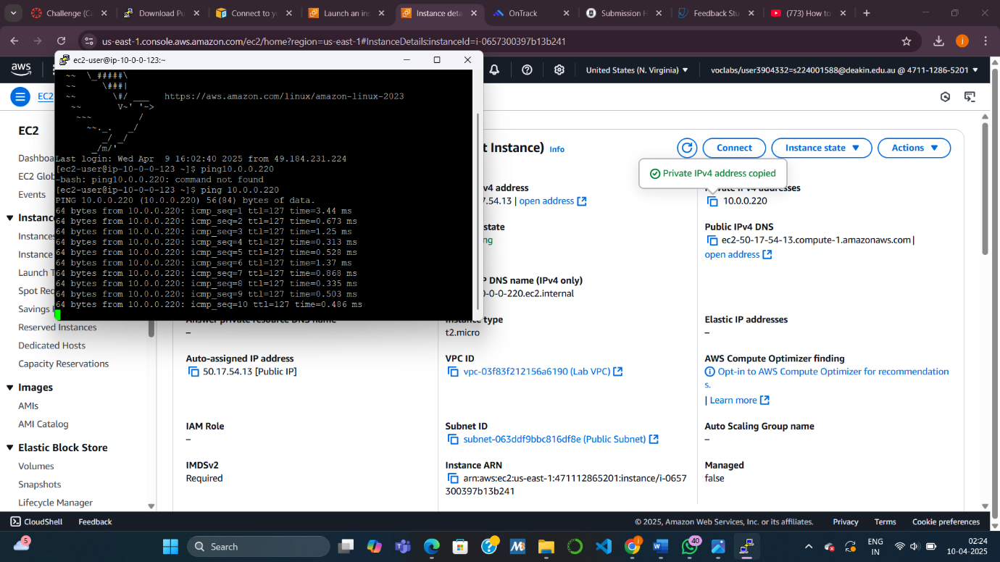 Challenge (Ca
Download Pu
Connect to yo
Launch an ins
Instance deta
OnTrack
Submission H
Feedback Stu
(773) How to
us-east-1.console.aws.amazon.com/ec2/home?region=us-east-1#InstanceDetails:instanceId=i-0657300397b13b241
ec2-user@ip-10-0-0-123:~
aws
United States (N. Virginia)
voclabs/user3904332=s224001588@deakin.edu.au @ 4711-1286-5201
EC2
~~ \_#####\
~~ \###|
~~ \#/ ___ https://aws.amazon.com/linux/amazon-linux-2023
~~ V~' '->
~~~ /
~~._. _/
_/ _/
_/m/'
Last login: Wed Apr 9 16:02:40 2025 from 49.184.231.224
[ec2-user@ip-10-0-0-123 ~]$ ping10.0.0.220
-bash: ping10.0.0.220: command not found
[ec2-user@ip-10-0-0-123 ~]$ ping 10.0.0.220
PING 10.0.0.220 (10.0.0.220) 56(84) bytes of data.
64 bytes from 10.0.0.220: icmp_seq=1 ttl=127 time=3.44 ms
64 bytes from 10.0.0.220: icmp_seq=2 ttl=127 time=0.673 ms
64 bytes from 10.0.0.220: icmp_seq=3 ttl=127 time=1.25 ms
64 bytes from 10.0.0.220: icmp_seq=4 ttl=127 time=0.313 ms
64 bytes from 10.0.0.220: icmp_seq=5 ttl=127 time=0.528 ms
64 bytes from 10.0.0.220: icmp_seq=6 ttl=127 time=1.37 ms
64 bytes from 10.0.0.220: icmp_seq=7 ttl=127 time=0.868 ms
64 bytes from 10.0.0.220: icmp_seq=8 ttl=127 time=0.335 ms
64 bytes from 10.0.0.220: icmp_seq=9 ttl=127 time=0.503 ms
64 bytes from 10.0.0.220: icmp_seq=10 ttl=127 time=0.486 ms
EC2
Dashboa
EC2 Glob
Events
Instanc
Instances
Instance
Launch T
Spot Req
Savings
Reserved Instances
Dedicated Hosts
Capacity Reservations
Images
AMIs
AMI Catalog
Elastic Block Store
Volumes
Snapshots
Lifecycle Manager
t Instance) Info
Connect
Instance state
Actions
Private IPv4 address copied
v4 address
7.54.13 | open address
addresses
10.0.0.220
state
ng
Public IPv4 DNS
ec2-50-17-54-13.compute-1.amazonaws.com |
open address
P DNS name (IPv4 only)
0-0-220.ec2.internal
Answer private resource DNS name
–
Instance type
t2.micro
Elastic IP addresses
–
Auto-assigned IP address
50.17.54.13 [Public IP]
VPC ID
vpc-03f83f212156a6190 (Lab VPC)
AWS Compute Optimizer finding
Opt-in to AWS Compute Optimizer for recommendation
s.
| Learn more
IAM Role
–
Subnet ID
subnet-063ddf9bbc816df8e (Public Subnet)
Auto Scaling Group name
–
IMDSv2
Required
Instance ARN
arn:aws:ec2:us-east-1:471112865201:instance/i-0657
300397b13b241
Managed
false
CloudShell
Feedback
© 2025, Amazon Web Services, Inc. or its affiliates.
Privacy
Terms
Cookie preferences
5
Search
40
ENG
IN
02:24
10-04-2025